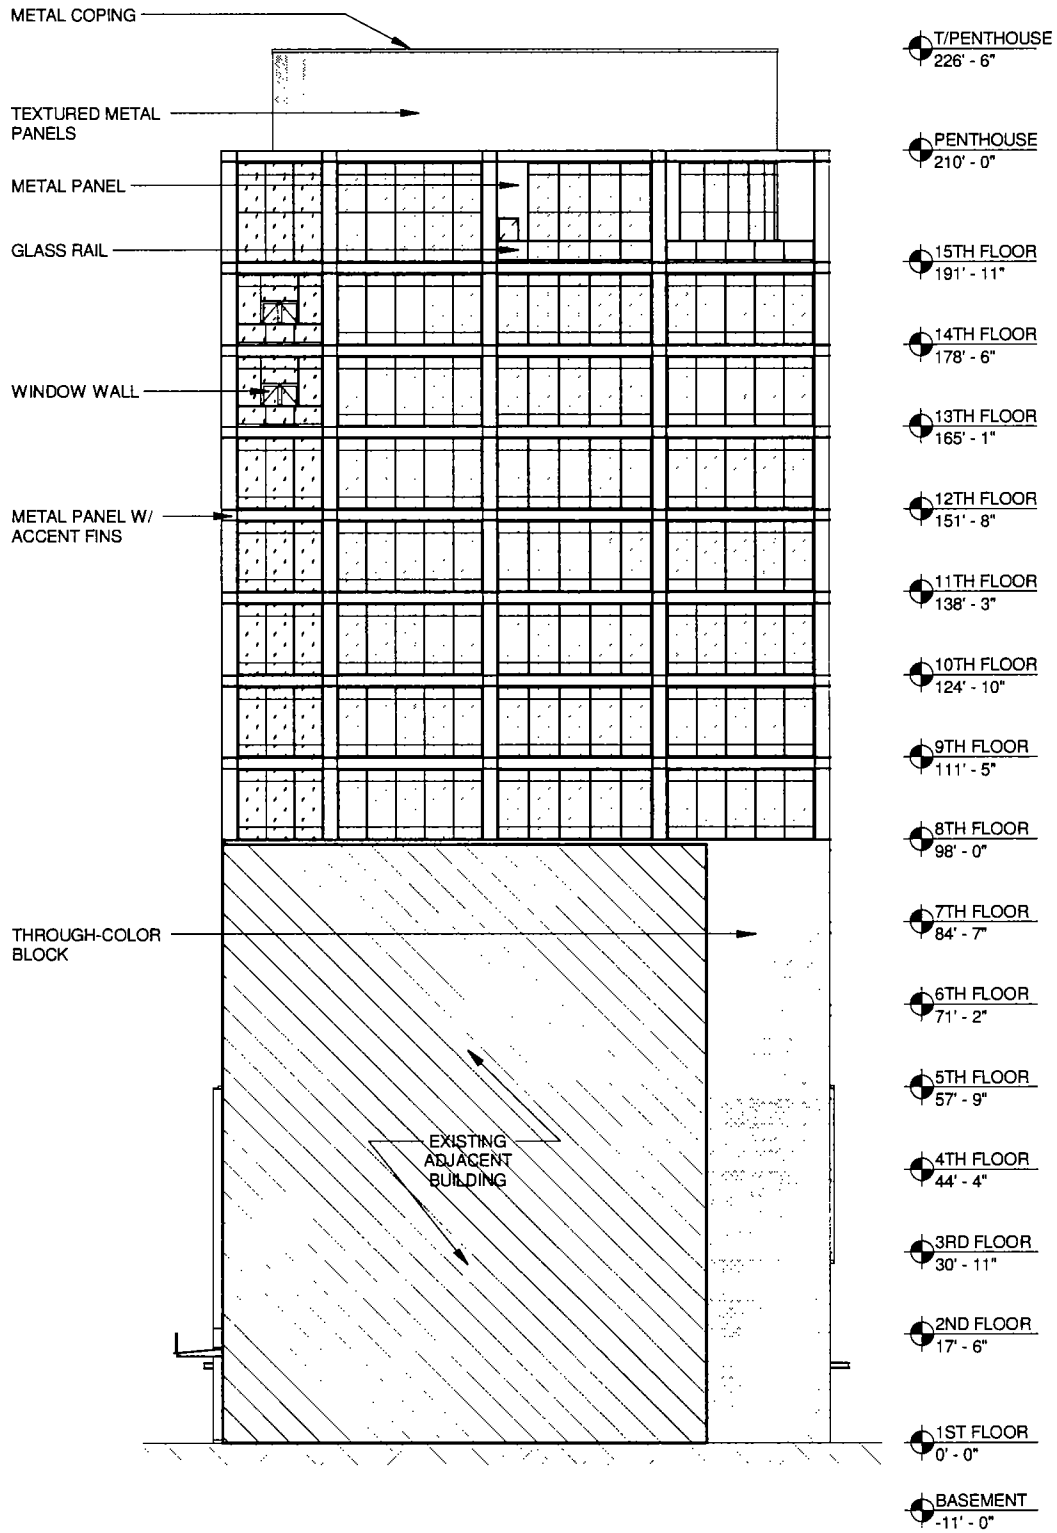 METAL COPING
T/PENTHOUSE
226' - 6"
TEXTURED METAL
PANELS
PENTHOUSE
210' - 0"
METAL PANEL
GLASS RAIL
15TH FLOOR
191' - 11"
14TH FLOOR
178' - 6"
WINDOW WALL
13TH FLOOR
165' - 1"
12TH FLOOR
151' - 8"
METAL PANEL W/
ACCENT FINS
11TH FLOOR
138' - 3"
10TH FLOOR
124' - 10"
9TH FLOOR
111' - 5"
8TH FLOOR
98' - 0"
7TH FLOOR
84' - 7"
THROUGH-COLOR
BLOCK
6TH FLOOR
71' - 2"
5TH FLOOR
57' - 9"
EXISTING
ADJACENT
BUILDING
4TH FLOOR
44' - 4"
3RD FLOOR
30' - 11"
2ND FLOOR
17' - 6"
1ST FLOOR
0' - 0"
BASEMENT
-11' - 0"